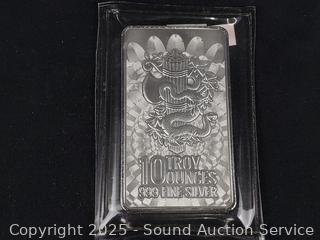 10 TROY
OUNCES
999 FINE SILVER
Copyright 2025 - Sound Auction Service